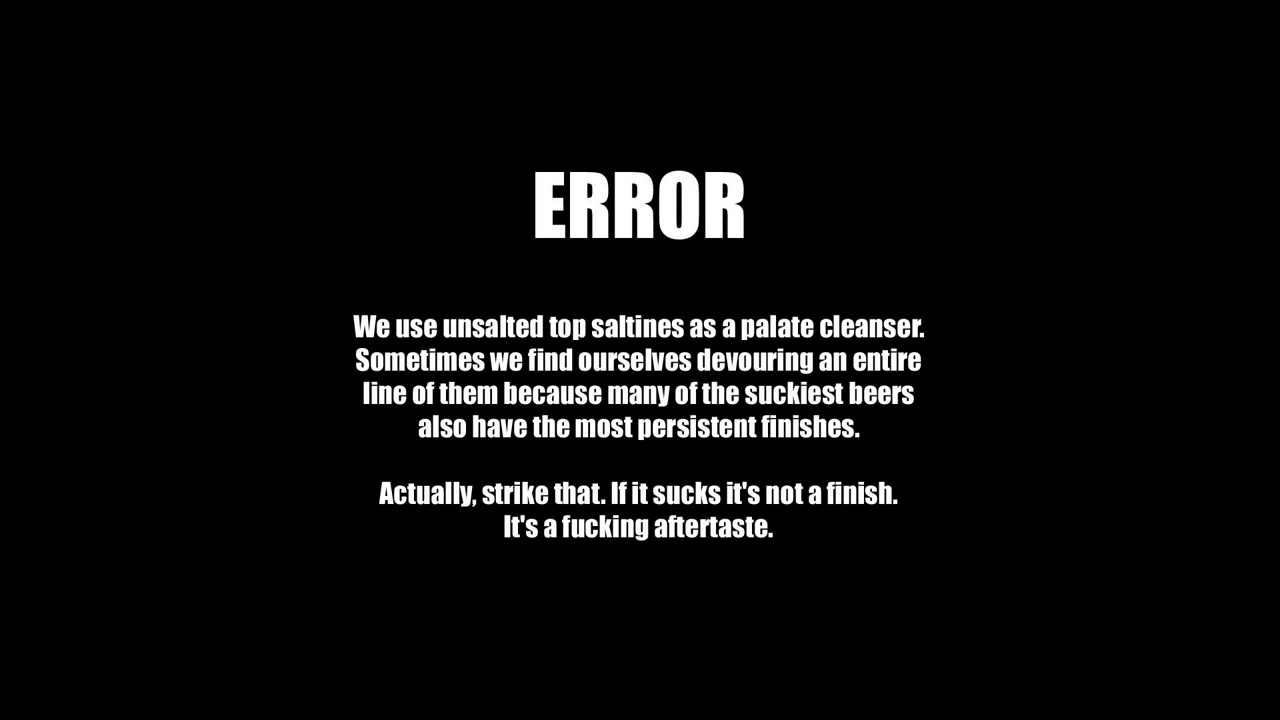 ERROR
We use unsalted top saltines as a palate cleanser.
Sometimes we find ourselves devouring an entire
line of them because many of the suckiest beers
also have the most persistent finishes.
Actually, strike that. If it sucks it's not a finish.
It's a fucking aftertaste.